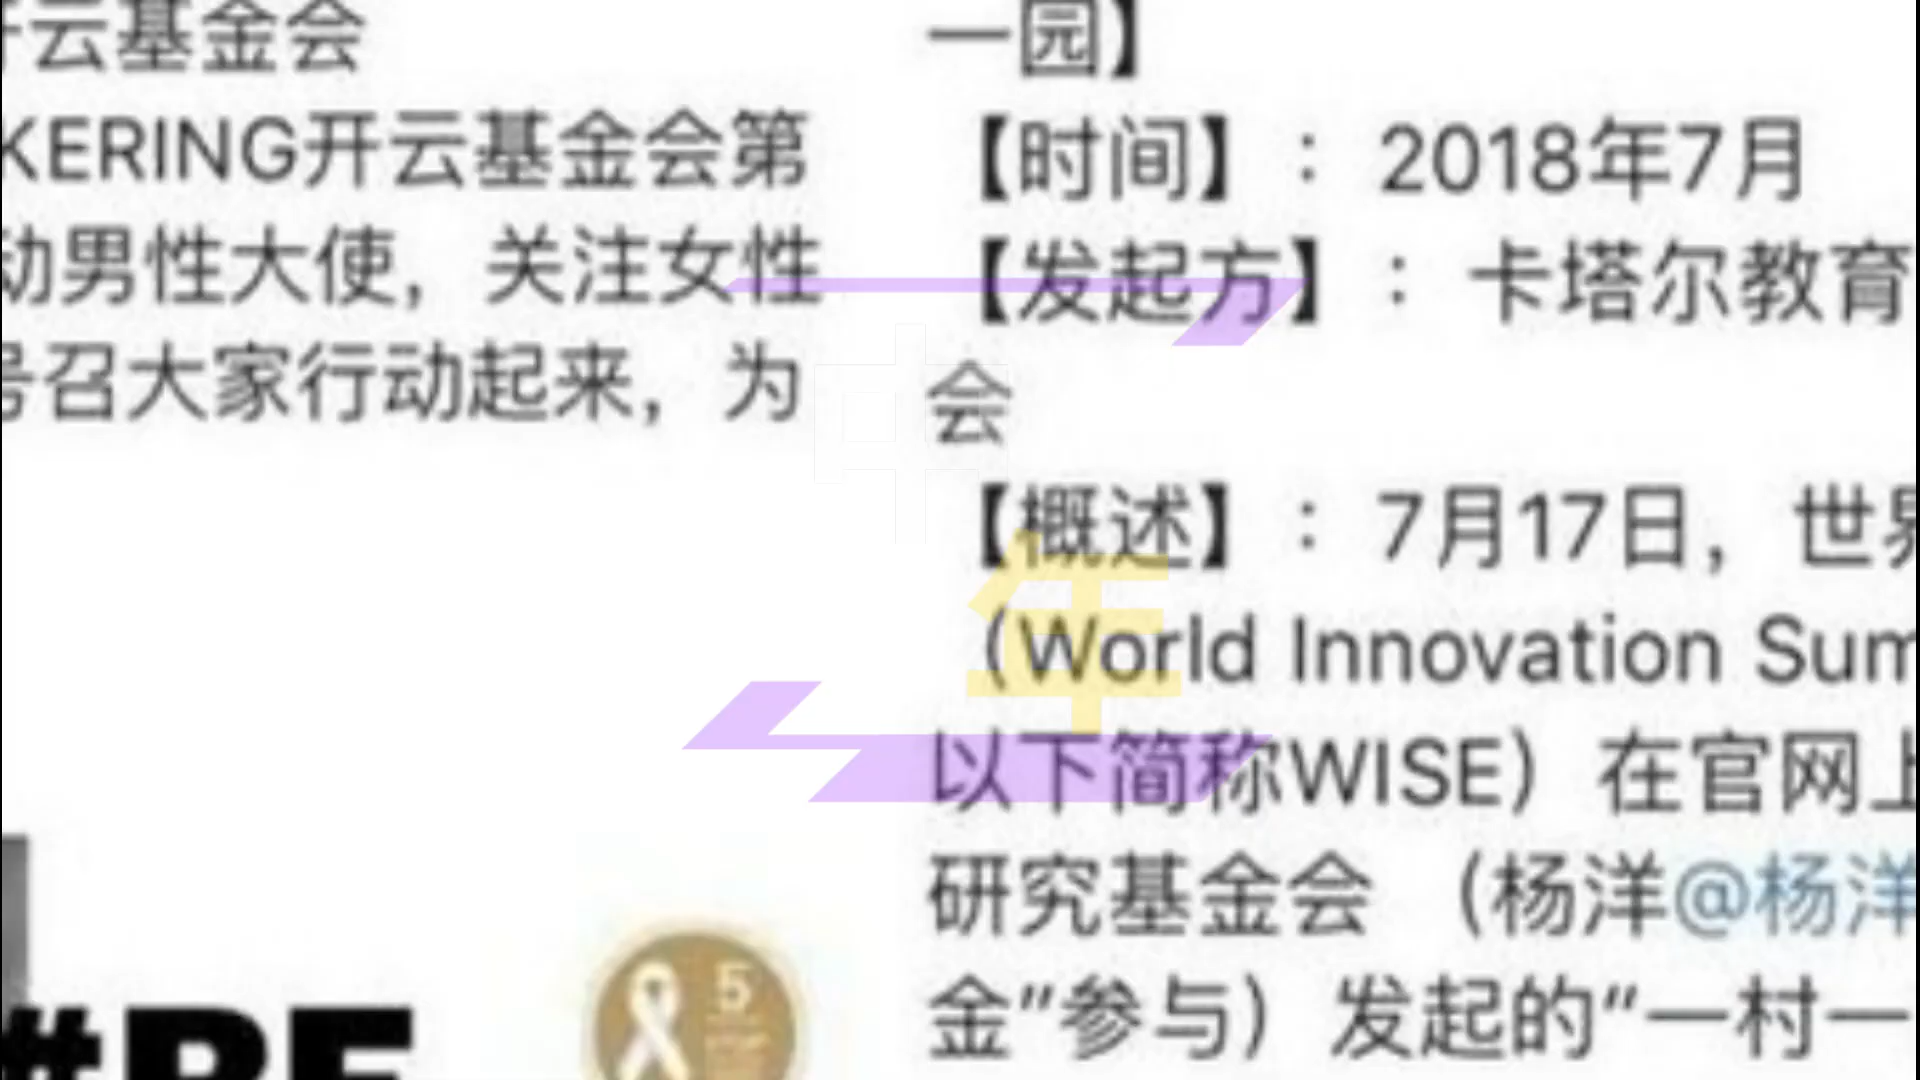 开云基金会
KERING开云基金会第
动男性大使，关注女性
号召大家行动起来，为
#BE
5
一园】
【时间】：2018年7月
【发起方】：卡塔尔教育
会
【概述】：7月17日，世界
（World Innovation Sum
以下简称WISE）在官网上
研究基金会（杨洋@杨洋
金”参与）发起的“一村一
中
年